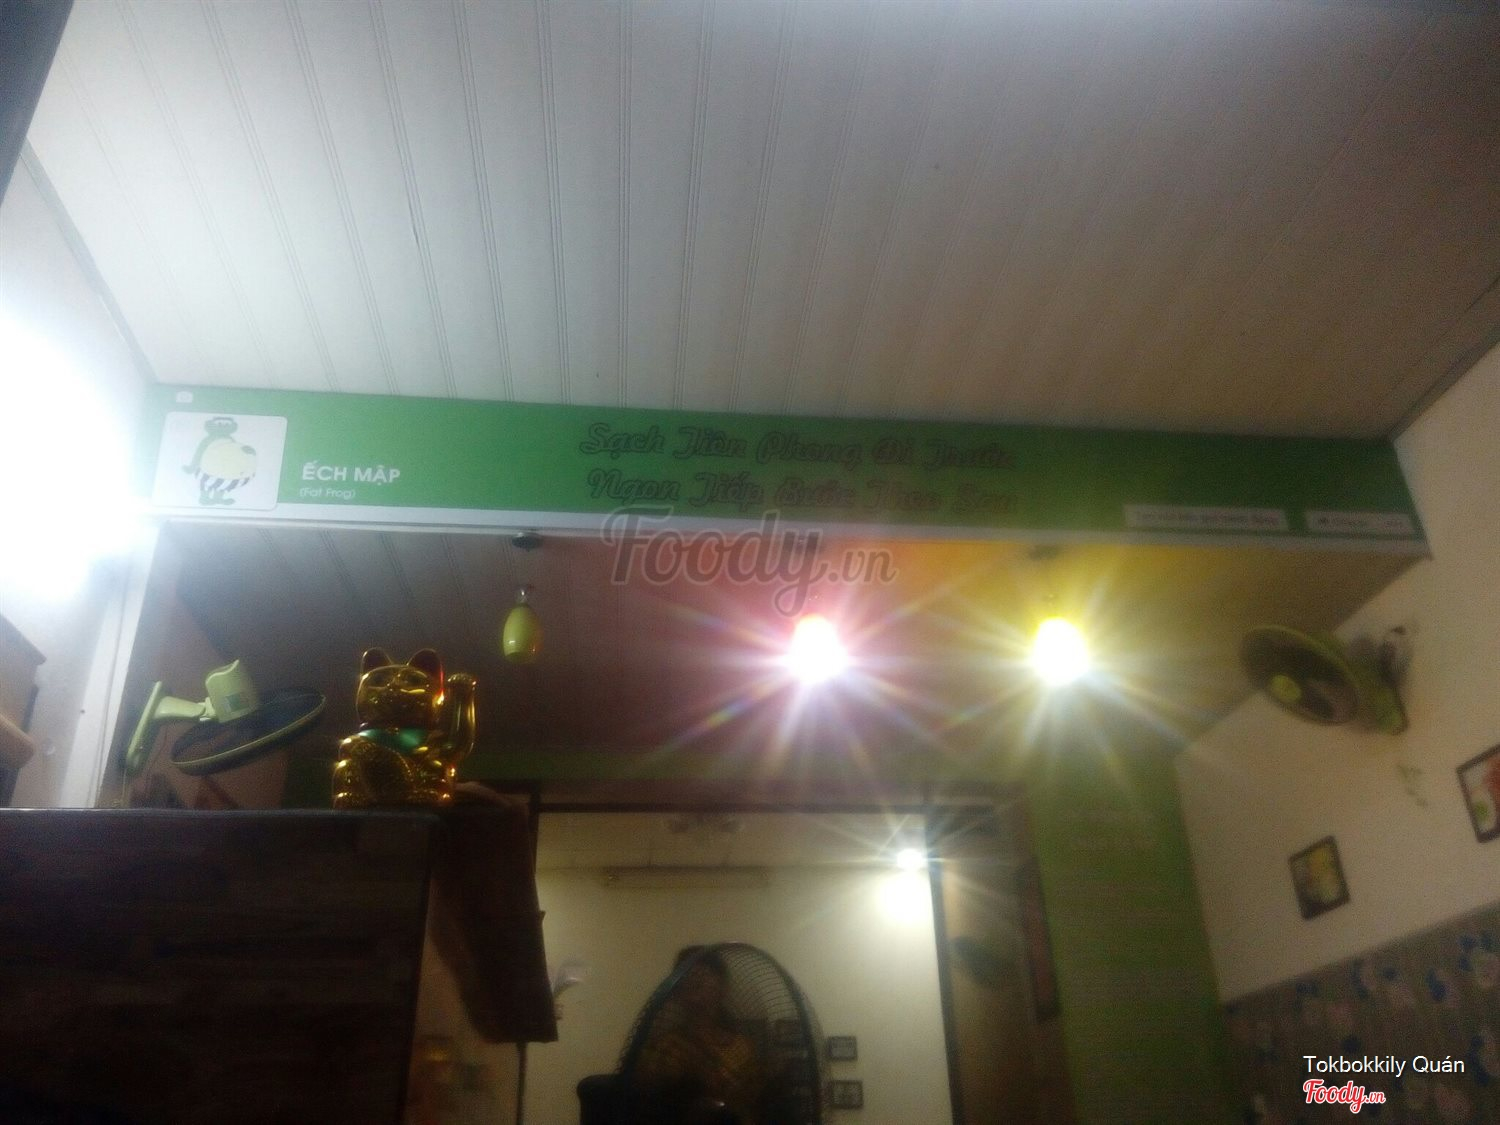 ẾCH MẬP
(Fat Frog)
Sạch Tiên Phong Đi Trước
Ngon Tiếp Bước Theo Sau
Foody.vn
Tokbokkily Quán
Foody.vn